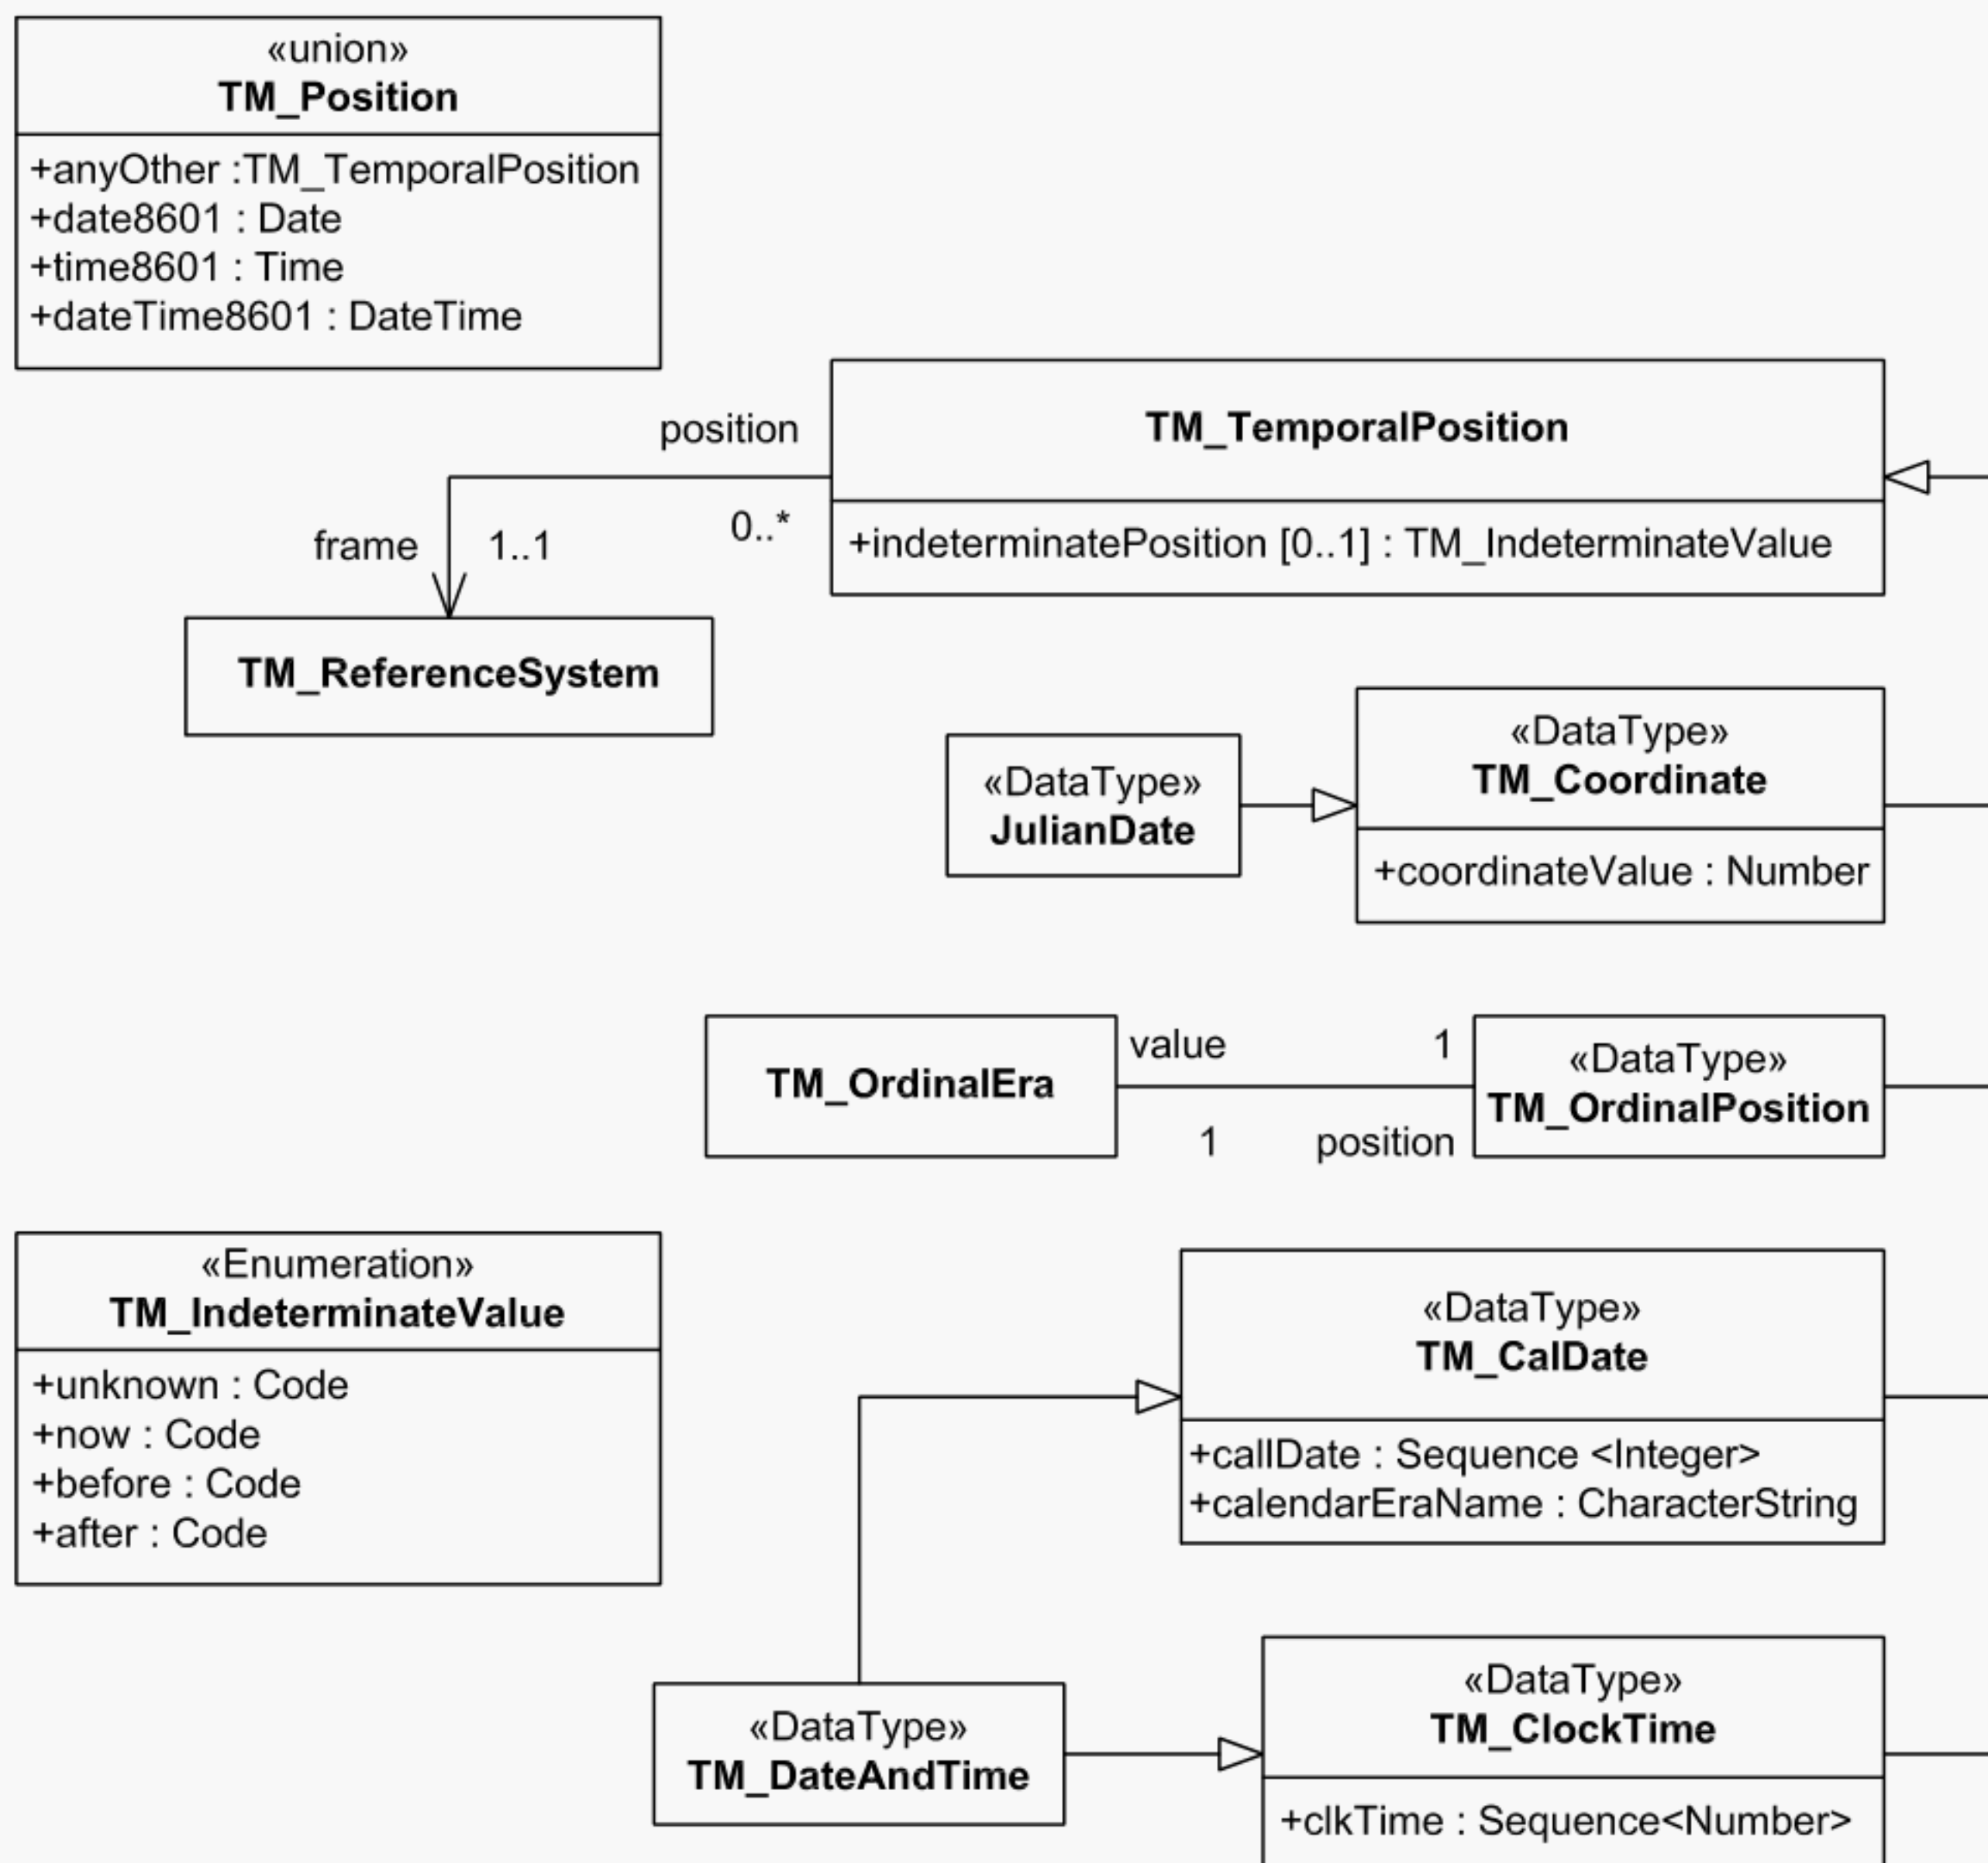 «union»
TM_Position
+anyOther :TM_TemporalPosition
+date8601 : Date
+time8601 : Time
+dateTime8601 : DateTime
position
0..*
frame
1..1
TM_TemporalPosition
+indeterminatePosition [0..1] : TM_IndeterminateValue
TM_ReferenceSystem
«DataType»
JulianDate
«DataType»
TM_Coordinate
+coordinateValue : Number
TM_OrdinalEra
value
1
1
position
«DataType»
TM_OrdinalPosition
«Enumeration»
TM_IndeterminateValue
+unknown : Code
+now : Code
+before : Code
+after : Code
«DataType»
TM_CalDate
+callDate : Sequence <Integer>
+calendarEraName : CharacterString
«DataType»
TM_DateAndTime
«DataType»
TM_ClockTime
+clkTime : Sequence<Number>